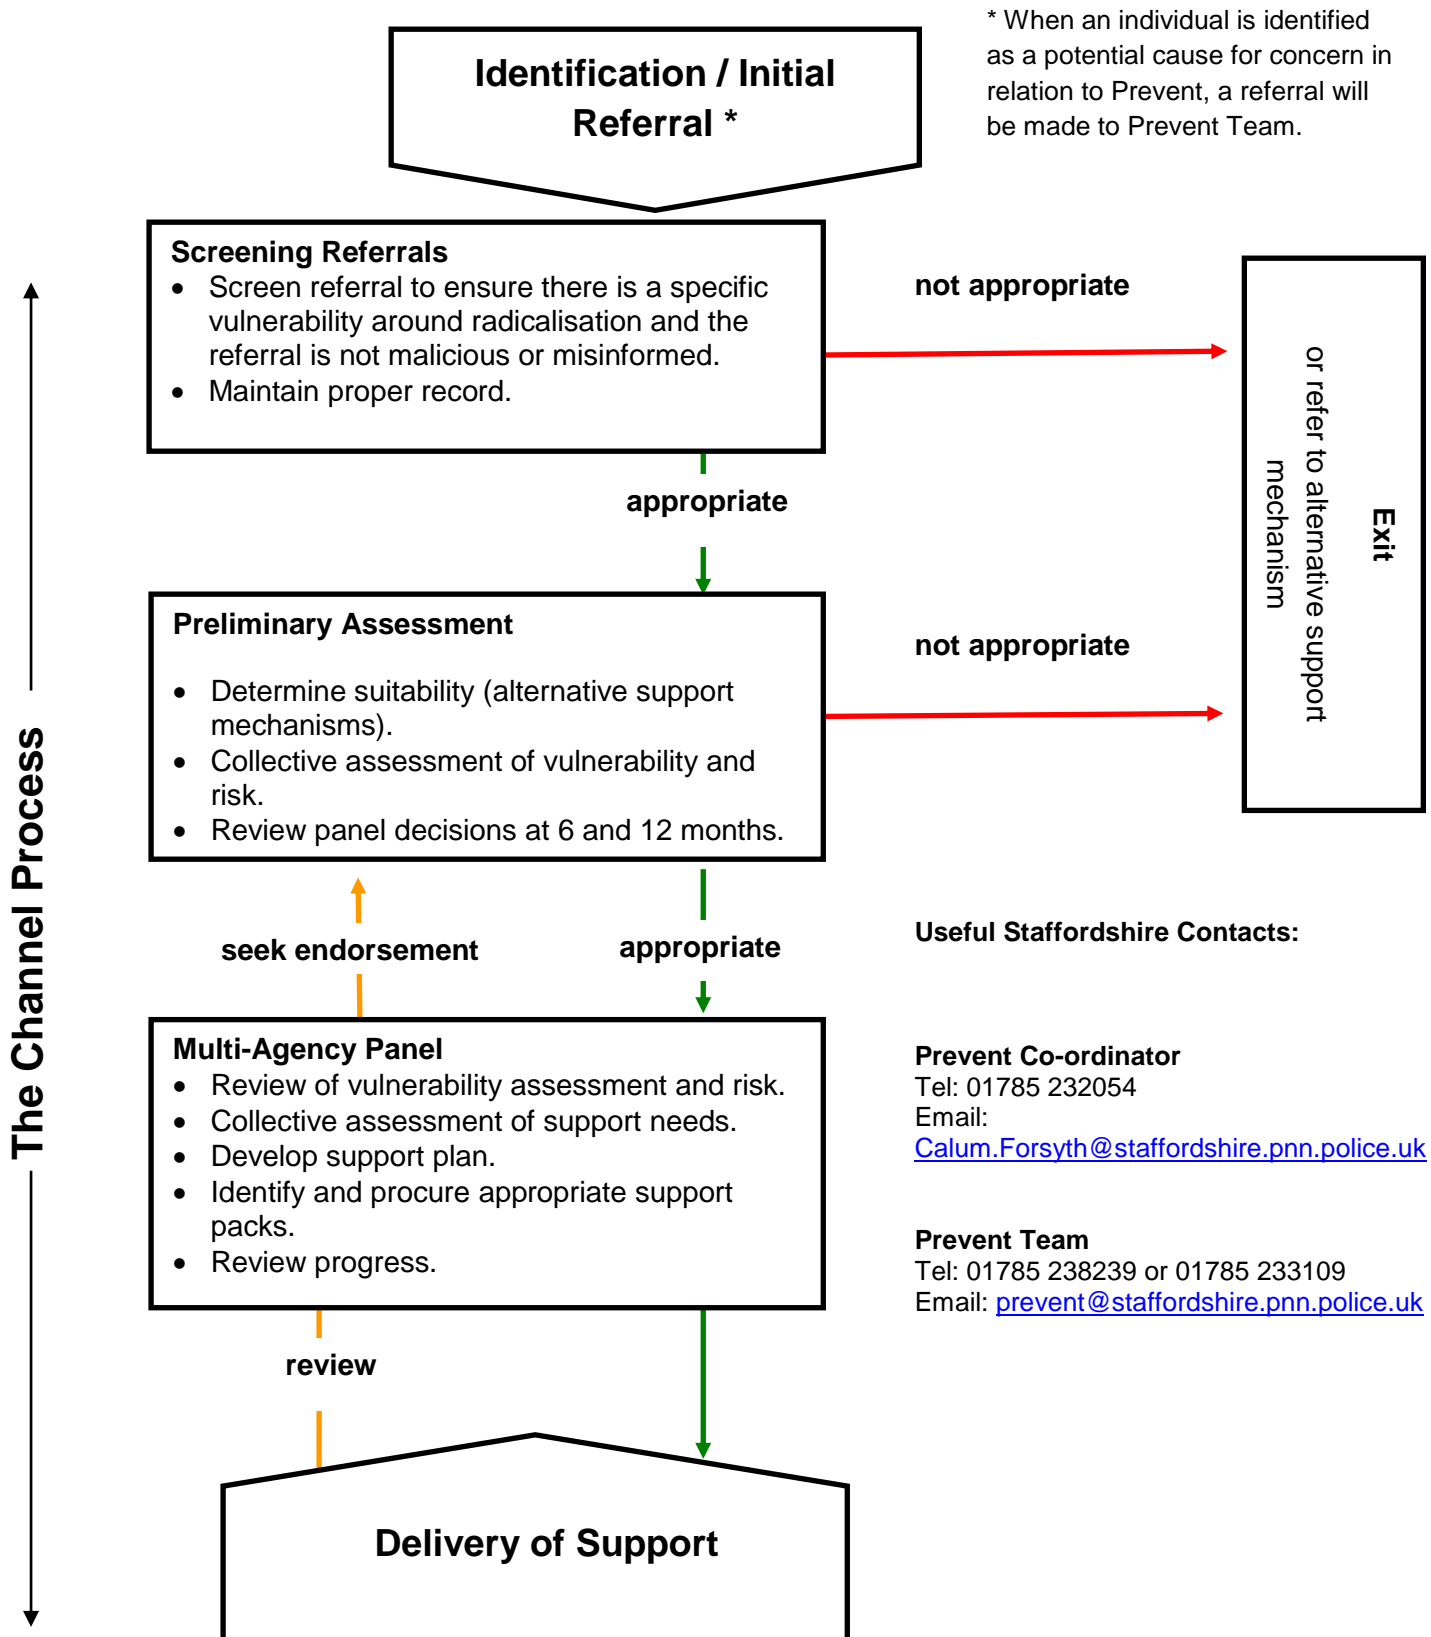 * When an individual is identified
as a potential cause for concern in
relation to Prevent, a referral will
be made to Prevent Team.
Identification / Initial
Referral *
Screening Referrals
• Screen referral to ensure there is a specific
vulnerability around radicalisation and the
referral is not malicious or misinformed.
• Maintain proper record.
not appropriate
Exit
or refer to alternative support
mechanism
appropriate
Preliminary Assessment
• Determine suitability (alternative support
mechanisms).
• Collective assessment of vulnerability and
risk.
• Review panel decisions at 6 and 12 months.
not appropriate
The Channel Process
seek endorsement
appropriate
Multi-Agency Panel
• Review of vulnerability assessment and risk.
• Collective assessment of support needs.
• Develop support plan.
• Identify and procure appropriate support
packs.
• Review progress.
review
Delivery of Support
Useful Staffordshire Contacts:
Prevent Co-ordinator
Tel: 01785 232054
Email:
Calum.Forsyth@staffordshire.pnn.police.uk
Prevent Team
Tel: 01785 238239 or 01785 233109
Email: prevent@staffordshire.pnn.police.uk